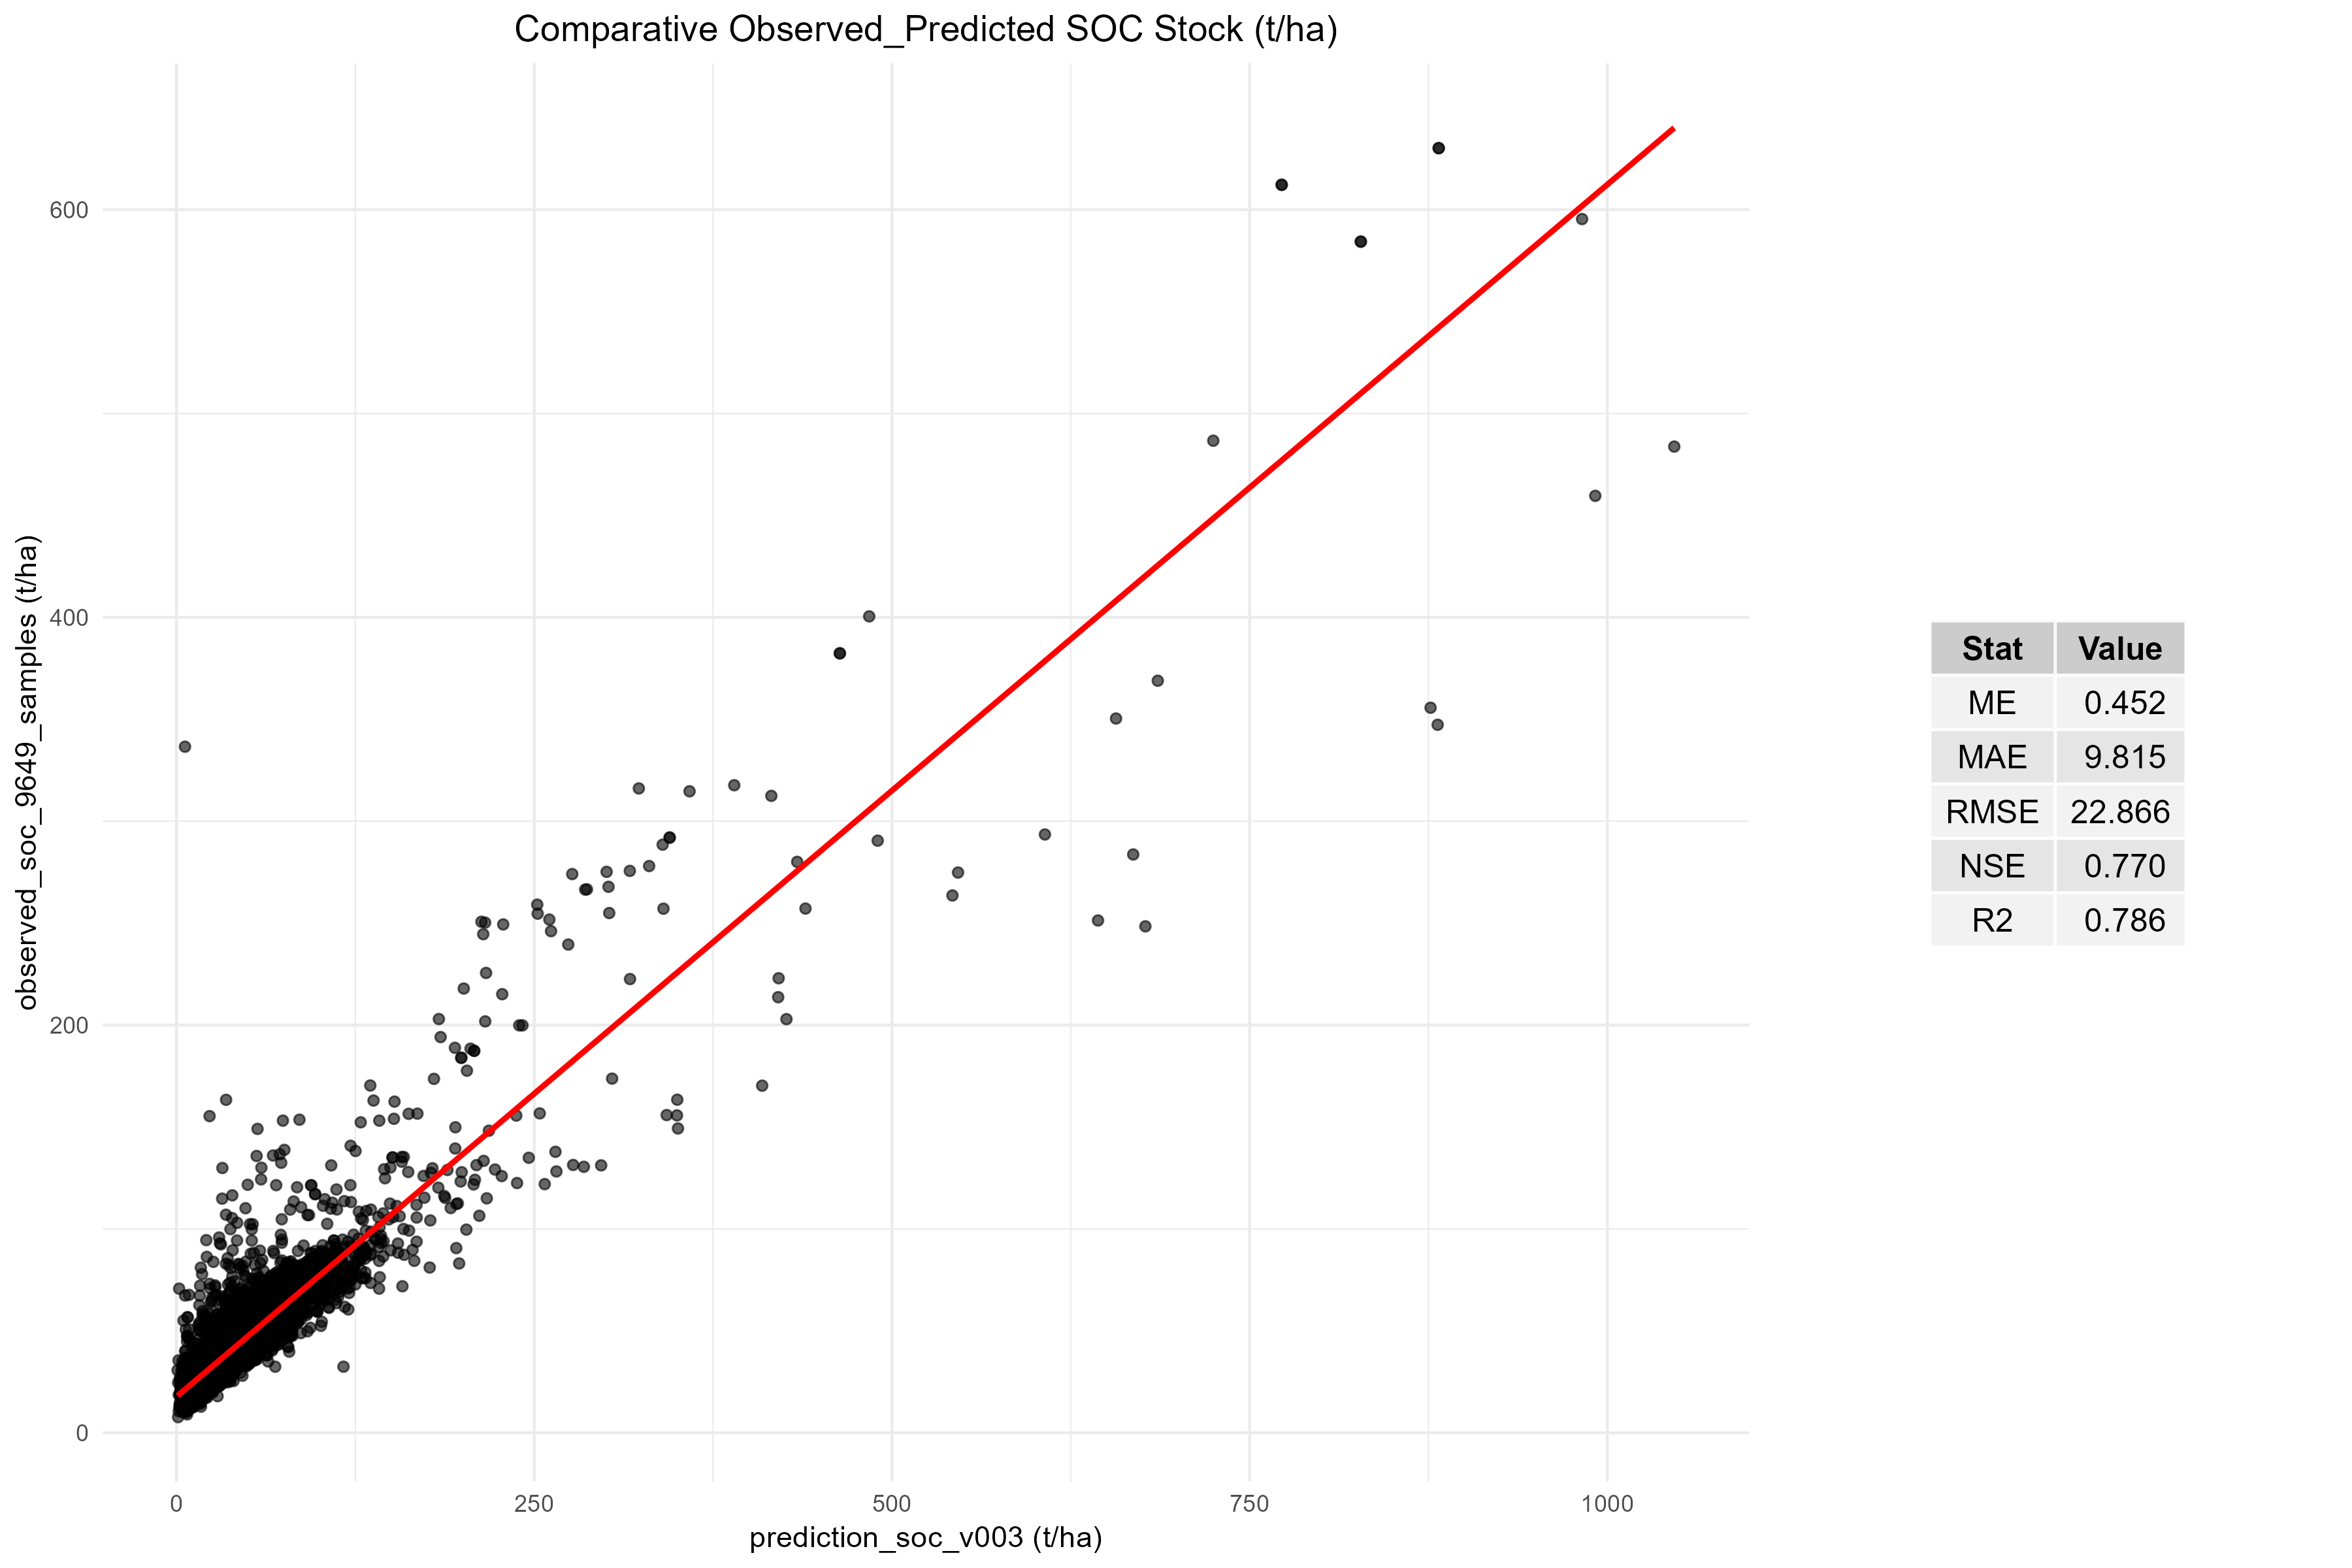 Comparative Observed_Predicted SOC Stock (t/ha)
observed_soc_9649_samples (t/ha)
600
400
200
0
0 250 500 750 1000
prediction_soc_v003 (t/ha)
Stat Value
ME 0.452
MAE 9.815
RMSE 22.866
NSE 0.770
R2 0.786